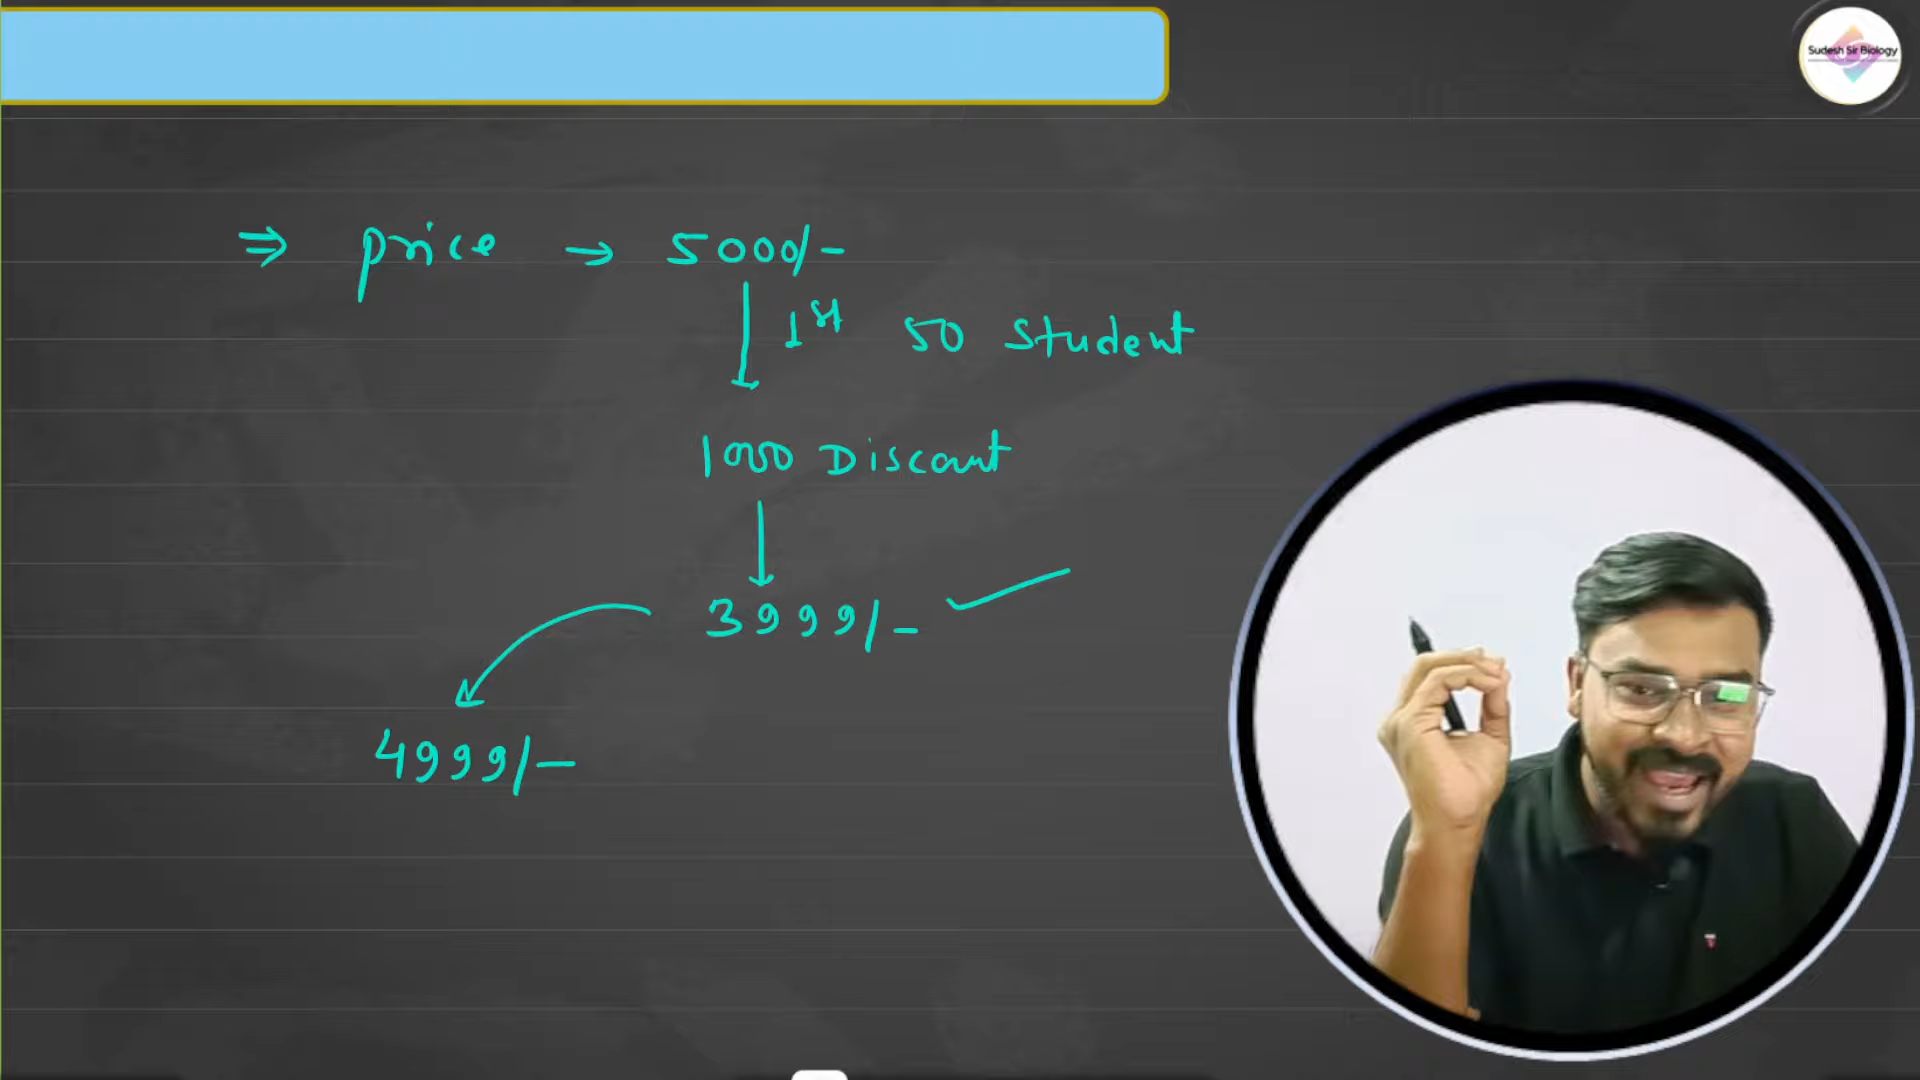 Sudesh Sir Biology
⇒ price → 5000/-
1st 50 Student
1000 Discount
3999/-
4999/-